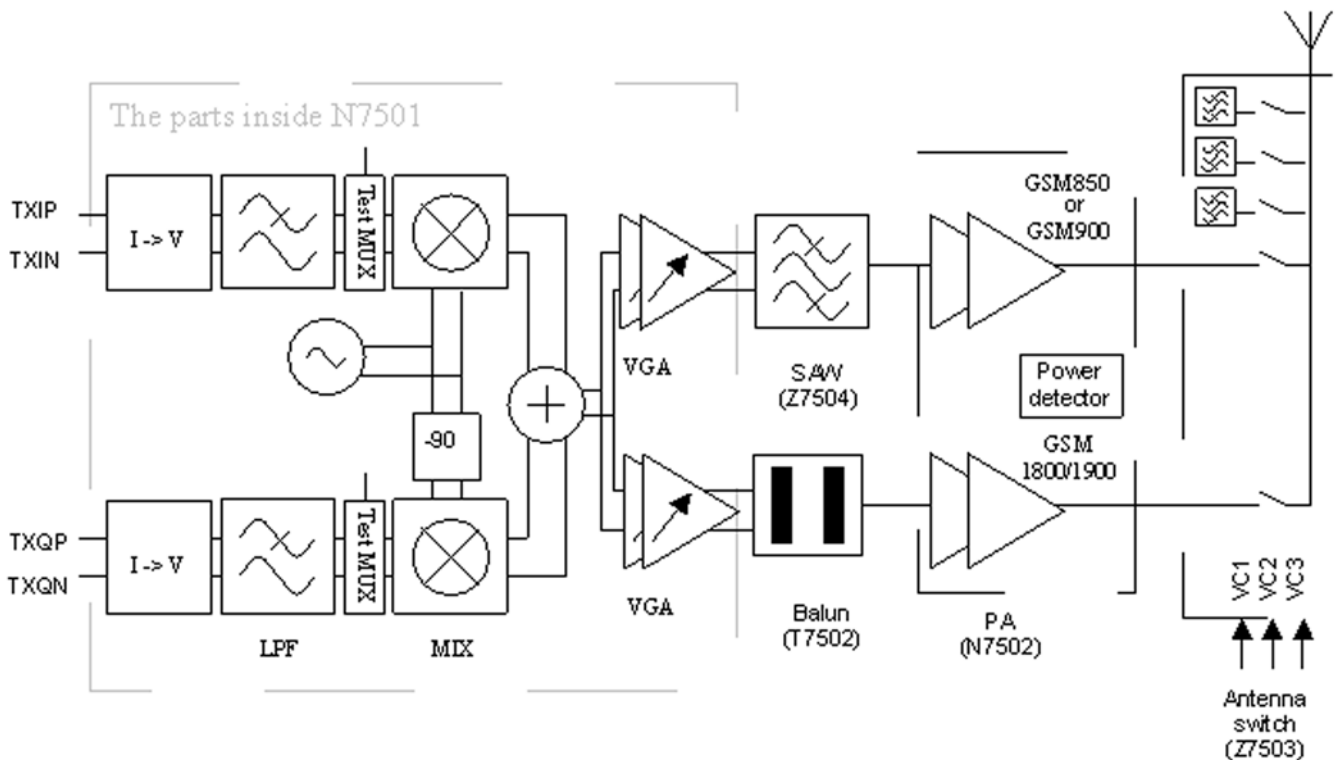 The parts inside N7501
TXIP
TXIN
I -> V
Test MUX
GSM850
or
GSM900
VGA
SAW
(Z7504)
Power
detector
-90
GSM
1800/1900
TXQP
TXQN
I -> V
Test MUX
LPF
MIX
VGA
Balun
(T7502)
PA
(N7502)
VC1
VC2
VC3
Antenna
switch
(Z7503)